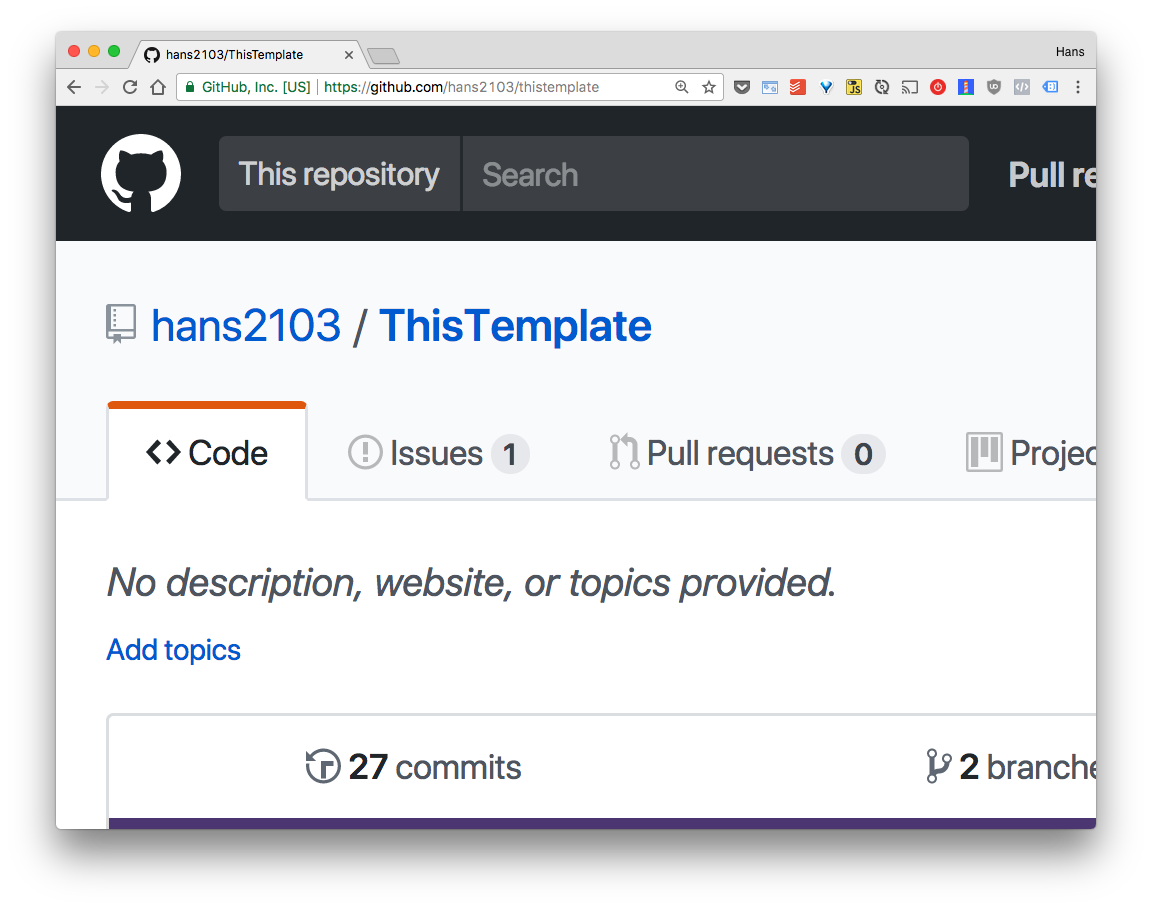 hans2103/ThisTemplate
Hans
GitHub, Inc. [US] https://github.com/hans2103/thistemplate
This repository Search Pull re
hans2103 / ThisTemplate
Code Issues 1 Pull requests 0 Projec
No description, website, or topics provided.
Add topics
27 commits 2 branche